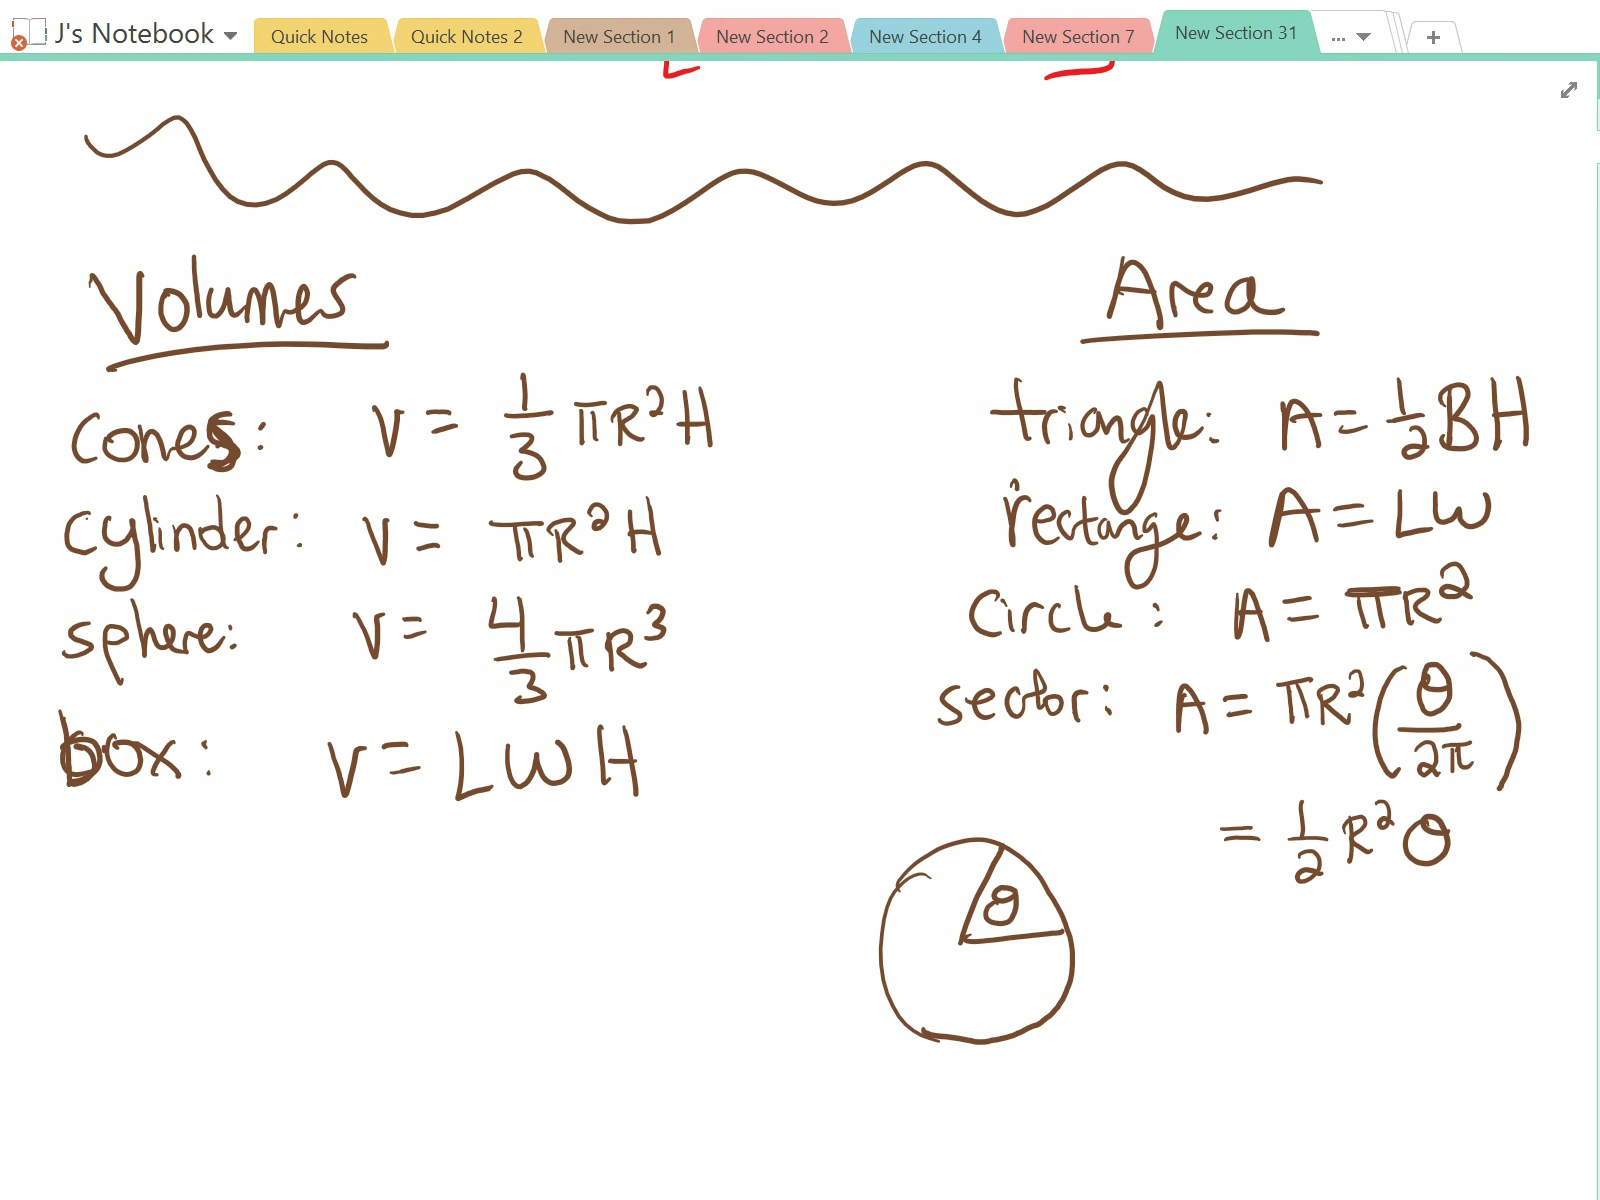 J's Notebook
Quick Notes
Quick Notes 2
New Section 1
New Section 2
New Section 4
New Section 7
New Section 31
...
+
Volumes
Cones: V = 1/3 πR²H
Cylinder: V = πR²H
sphere: V = 4/3 πR³
box: V = LWH
Area
triangle: A = 1/2 BH
rectange: A = LW
Circle: A = πR²
sector: A = πR² (θ/2π)
= 1/2 R² θ
θ